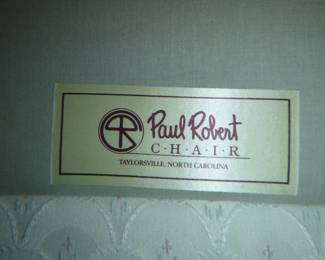 Paul Robert
C·H·A·I·R
TAYLORSVILLE, NORTH CAROLINA